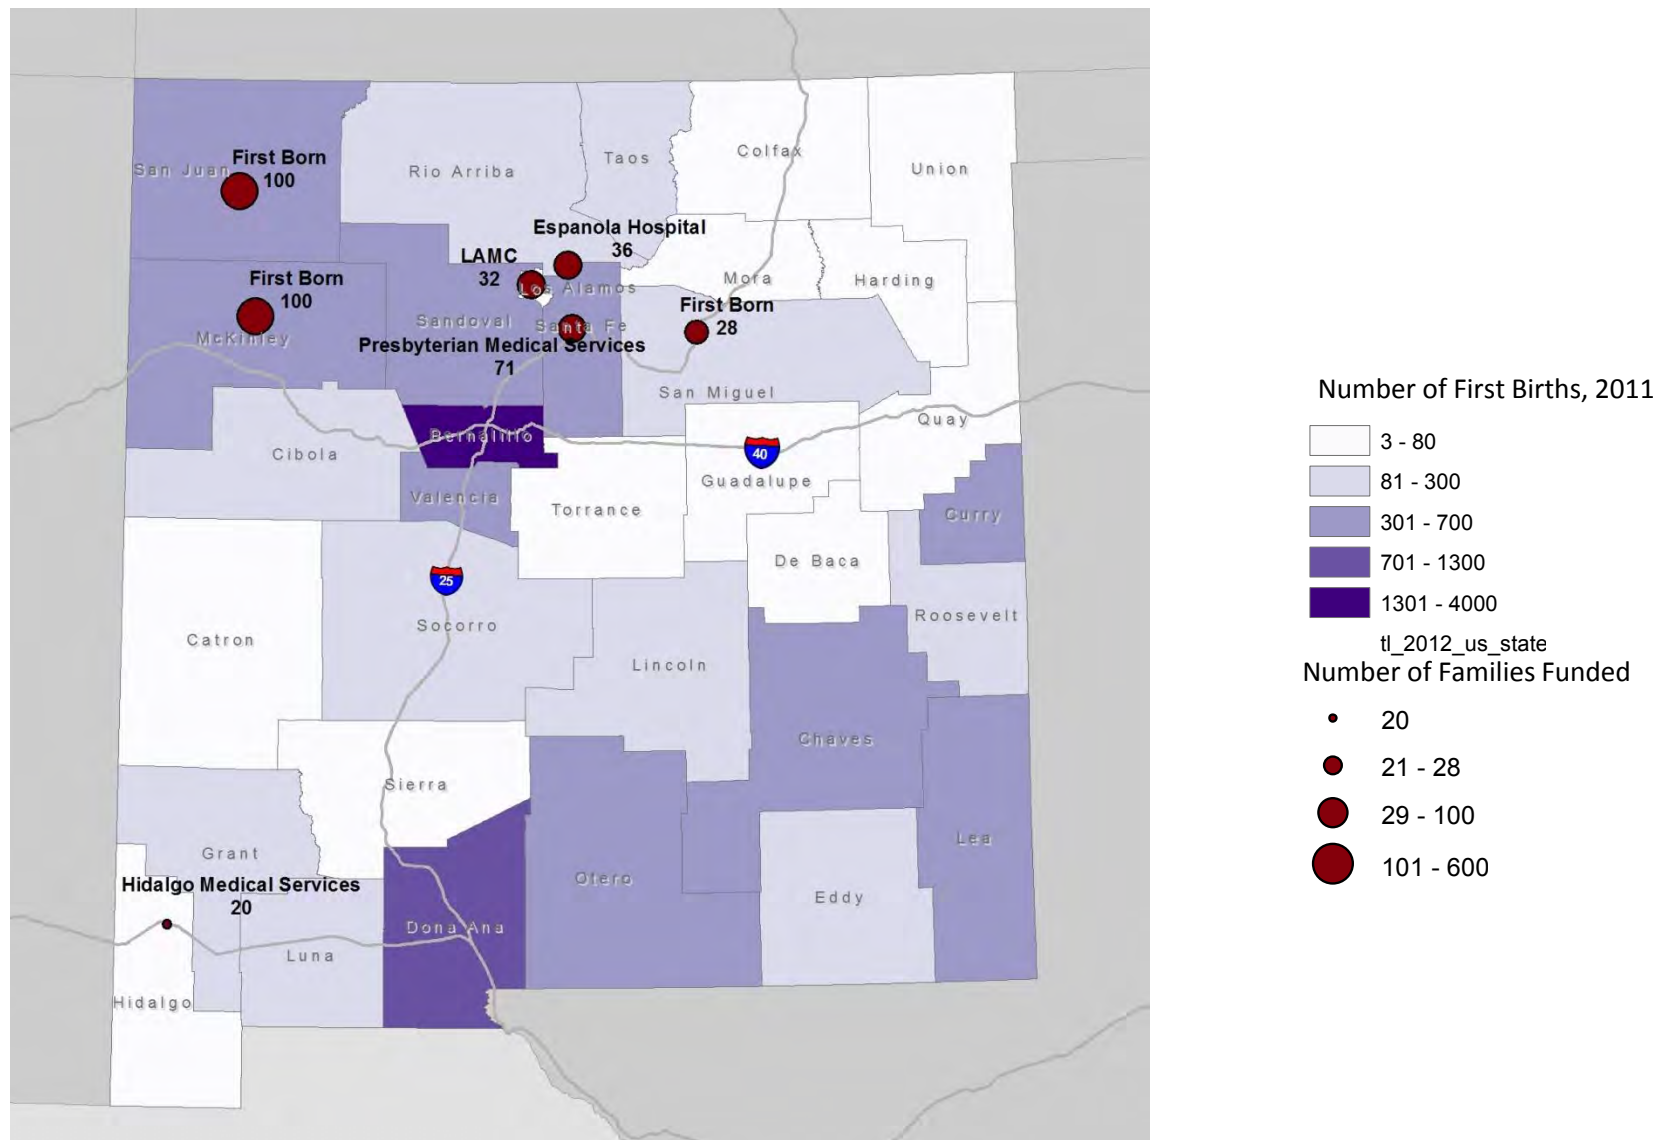 San Juan
First Born
100
Rio Arriba
Taos
Colfax
Union
Espanola Hospital
36
LAMC
32
Los Alamos
First Born
100
McKinley
Sandoval
Santa Fe
Presbyterian Medical Services
71
Mora
Harding
First Born
28
San Miguel
Quay
Bernalillo
Cibola
40
Guadalupe
Valencia
Torrance
Curry
De Baca
25
Roosevelt
Catron
Socorro
Lincoln
Chaves
Sierra
Lea
Grant
Otero
Eddy
Hidalgo Medical Services
20
Dona Ana
Luna
Hidalgo
Number of First Births, 2011
3 - 80
81 - 300
301 - 700
701 - 1300
1301 - 4000
tl_2012_us_state
Number of Families Funded
20
21 - 28
29 - 100
101 - 600